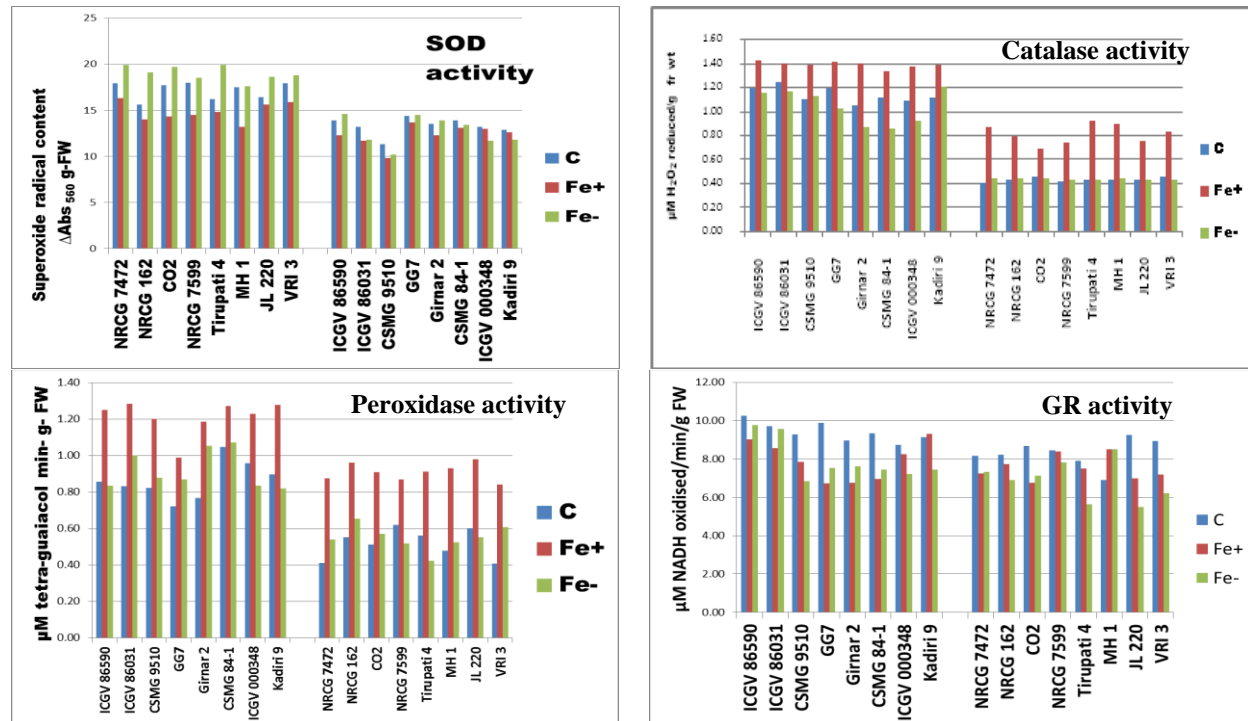 SOD
activity
Superoxide radical content
ΔAbs 560 g-FW
25
20
15
10
5
0
C
Fe+
Fe-
NRCG 7472
NRCG 162
CO2
NRCG 7599
Tirupati 4
MH 1
JL 220
VRI 3
ICGV 86590
ICGV 86031
CSMG 9510
GG7
Girnar 2
CSMG 84-1
ICGV 000348
Kadiri 9
Catalase activity
µM H2O2 reduced/g fr wt
1.60
1.40
1.20
1.00
0.80
0.60
0.40
0.20
0.00
C
Fe+
Fe-
ICGV 86590
ICGV 86031
CSMG 9510
GG7
Girnar 2
CSMG 84-1
ICGV 000348
Kadiri 9
NRCG 7472
NRCG 162
CO2
NRCG 7599
Tirupati 4
MH 1
JL 220
VRI 3
Peroxidase activity
µM tetra-guaiacol min- g- FW
1.40
1.20
1.00
0.80
0.60
0.40
0.20
0.00
C
Fe+
Fe-
ICGV 86590
ICGV 86031
CSMG 9510
GG7
Girnar 2
CSMG 84-1
ICGV 000348
Kadiri 9
NRCG 7472
NRCG 162
CO2
NRCG 7599
Tirupati 4
MH 1
JL 220
VRI 3
GR activity
µM NADH oxidised/min/g FW
12.00
10.00
8.00
6.00
4.00
2.00
0.00
C
Fe+
Fe-
ICGV 86590
ICGV 86031
CSMG 9510
GG7
Girnar 2
CSMG 84-1
ICGV 000348
Kadiri 9
NRCG 7472
NRCG 162
CO2
NRCG 7599
Tirupati 4
MH 1
JL 220
VRI 3